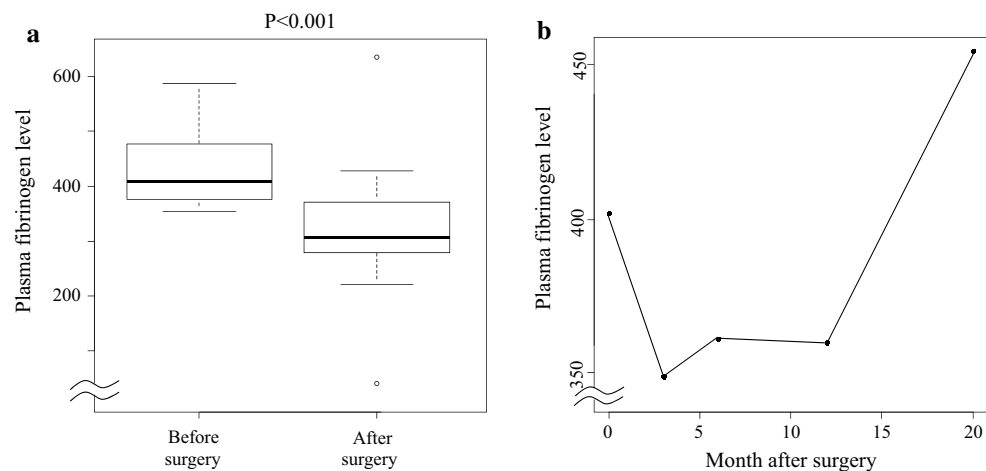 a
P<0.001
Plasma fibrinogen level
600
400
200
Before
surgery
After
surgery
b
Plasma fibrinogen level
450
400
350
0
5
10
15
20
Month after surgery